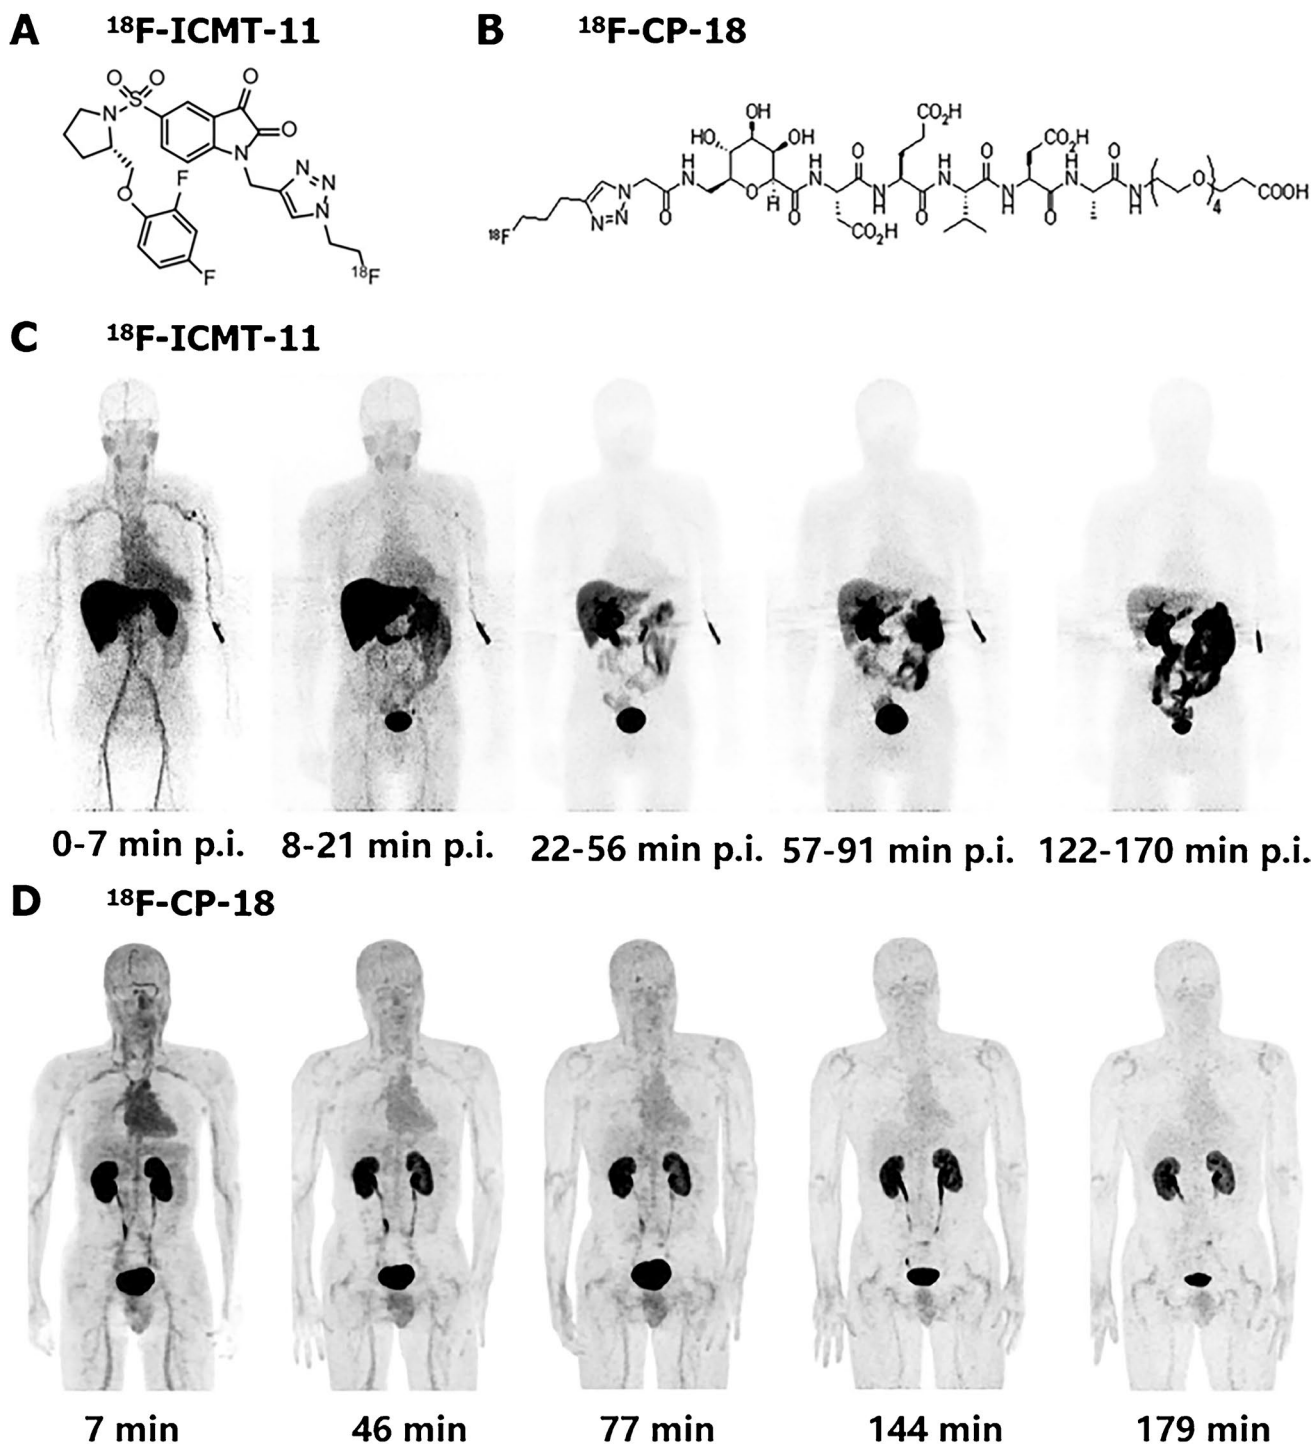 A ¹⁸F-ICMT-11
B ¹⁸F-CP-18
O O
S
N
O
O
N
O
F
F
N
N
N
¹⁸F
OH
HO
OH
O
H
¹⁸F
N
N=N
O
H
N
O
H
N
CO₂H
O
N
H
CO₂H
O
H
N
O
N
H
CO₂H
O
H
N
O
N
H
O
4
COOH
C ¹⁸F-ICMT-11
0-7 min p.i. 8-21 min p.i. 22-56 min p.i. 57-91 min p.i. 122-170 min p.i.
D ¹⁸F-CP-18
7 min 46 min 77 min 144 min 179 min